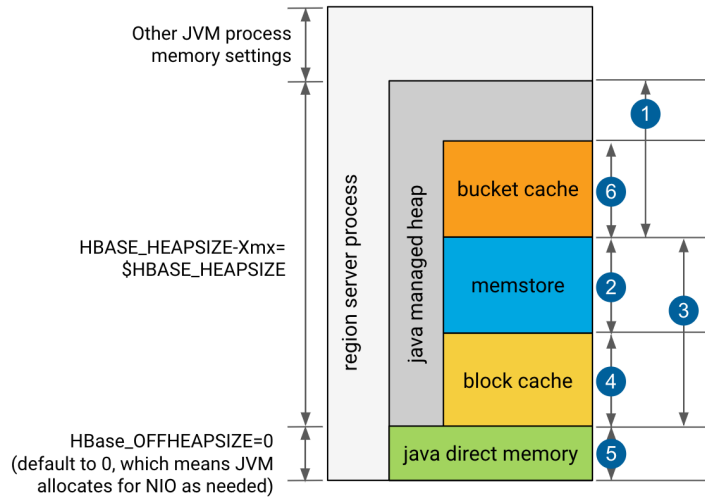 Other JVM process
memory settings
1
bucket cache
6
HBASE_HEAPSIZE-Xmx=
$HBASE_HEAPSIZE
region server process
java managed heap
memstore
2
3
block cache
4
HBase_OFFHEAPSIZE=0
(default to 0, which means JVM
allocates for NIO as needed)
java direct memory
5